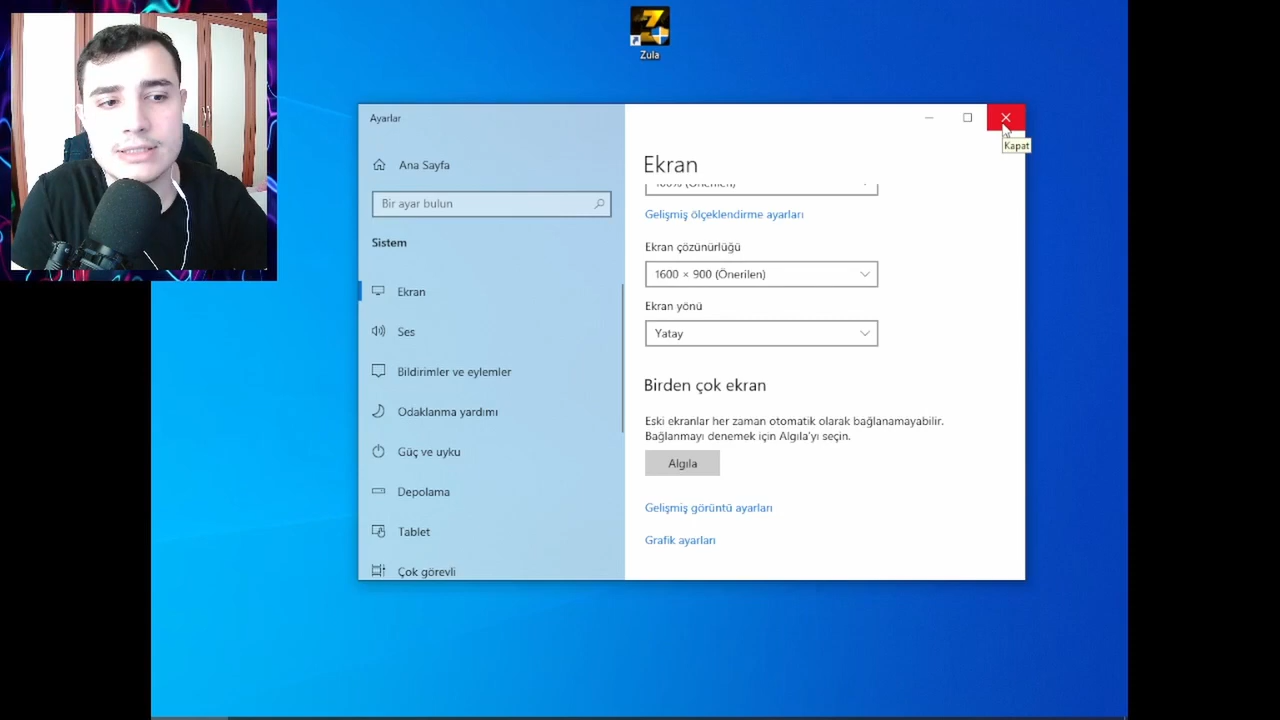 Zula
Ayarlar
Kapat
Ana Sayfa
Bir ayar bulun
Sistem
Ekran
Ses
Bildirimler ve eylemler
Odaklanma yardımı
Güç ve uyku
Depolama
Tablet
Çok görevli
Ekran
100% (Önerilen)
Gelişmiş ölçeklendirme ayarları
Ekran çözünürlüğü
1600 × 900 (Önerilen)
Ekran yönü
Yatay
Birden çok ekran
Eski ekranlar her zaman otomatik olarak bağlanamayabilir.
Bağlanmayı denemek için Algıla'yı seçin.
Algıla
Gelişmiş görüntü ayarları
Grafik ayarları